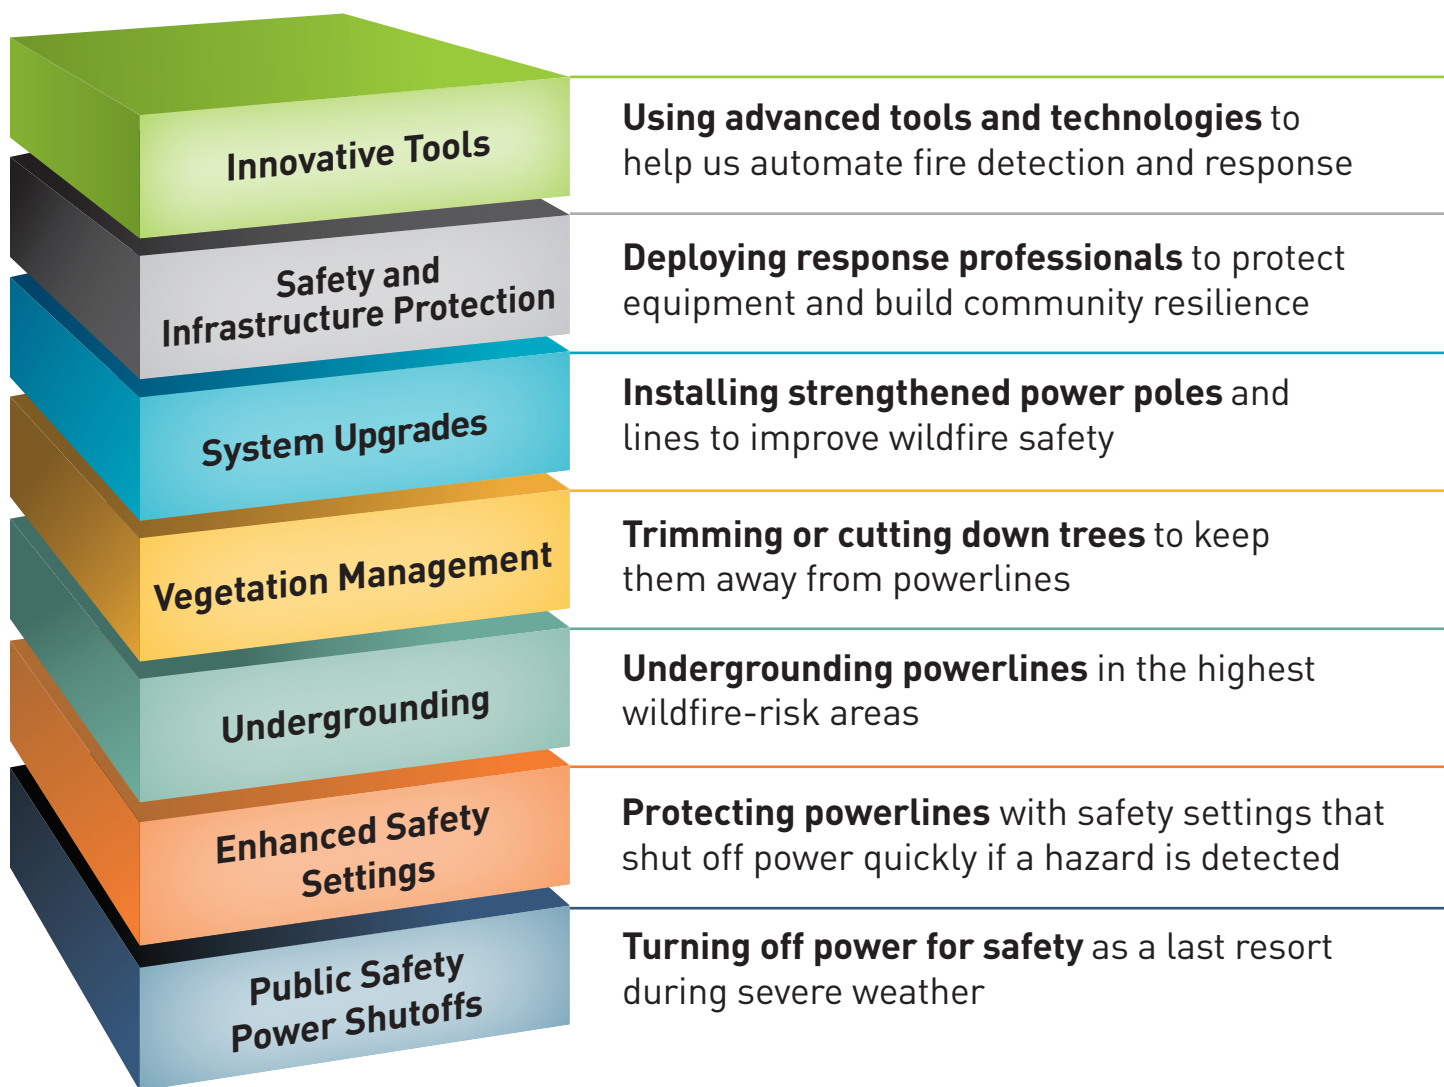 Innovative Tools
Using advanced tools and technologies to
help us automate fire detection and response
Safety and
Infrastructure Protection
Deploying response professionals to protect
equipment and build community resilience
System Upgrades
Installing strengthened power poles and
lines to improve wildfire safety
Vegetation Management
Trimming or cutting down trees to keep
them away from powerlines
Undergrounding
Undergrounding powerlines in the highest
wildfire-risk areas
Enhanced Safety
Settings
Protecting powerlines with safety settings that
shut off power quickly if a hazard is detected
Public Safety
Power Shutoffs
Turning off power for safety as a last resort
during severe weather